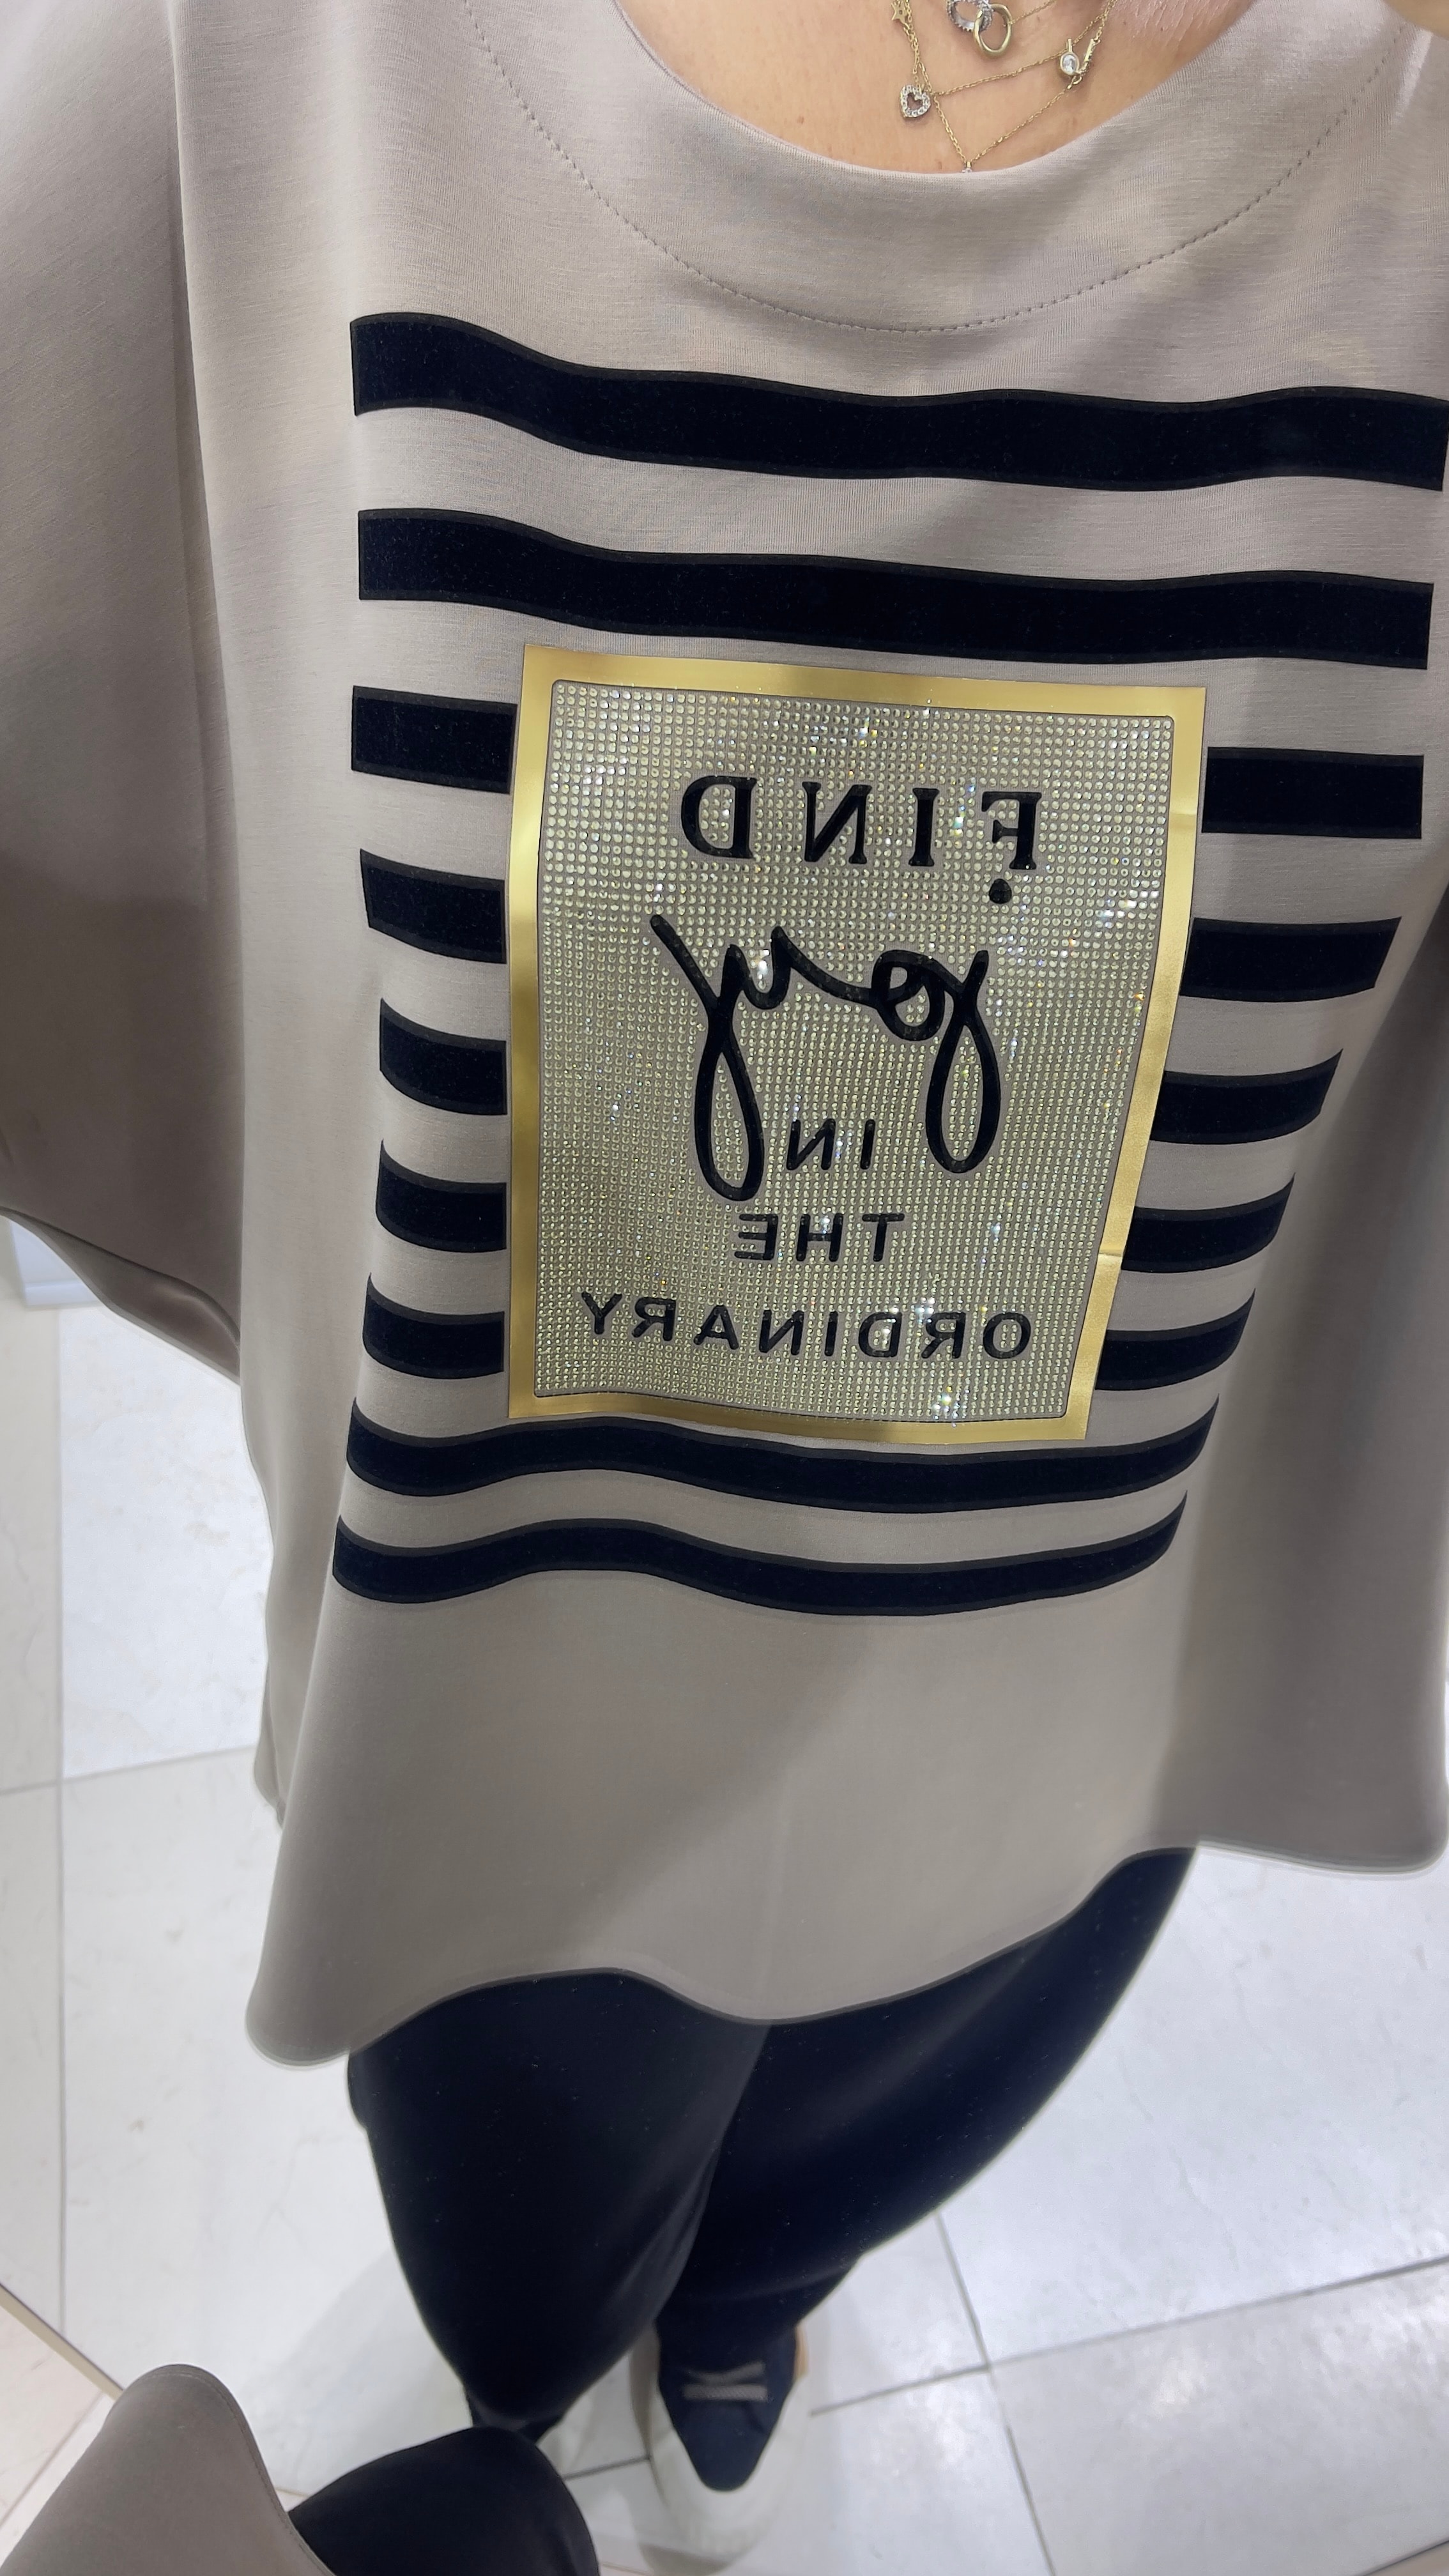 FIND
joy
IN
THE
ORDINARY